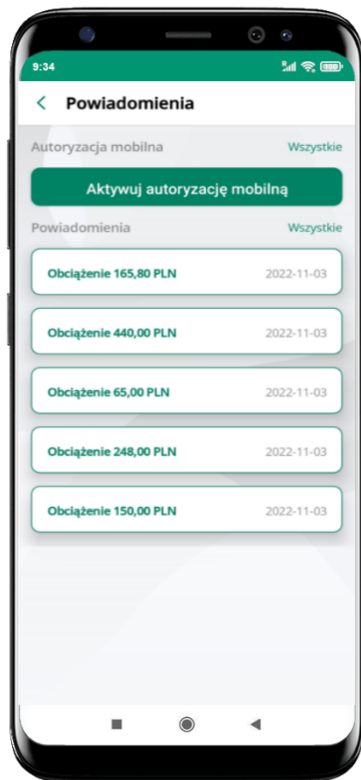 9:34
Powiadomienia
Autoryzacja mobilna Wszystkie
Aktywuj autoryzację mobilną
Powiadomienia Wszystkie
Obciążenie 165,80 PLN 2022-11-03
Obciążenie 440,00 PLN 2022-11-03
Obciążenie 65,00 PLN 2022-11-03
Obciążenie 248,00 PLN 2022-11-03
Obciążenie 150,00 PLN 2022-11-03